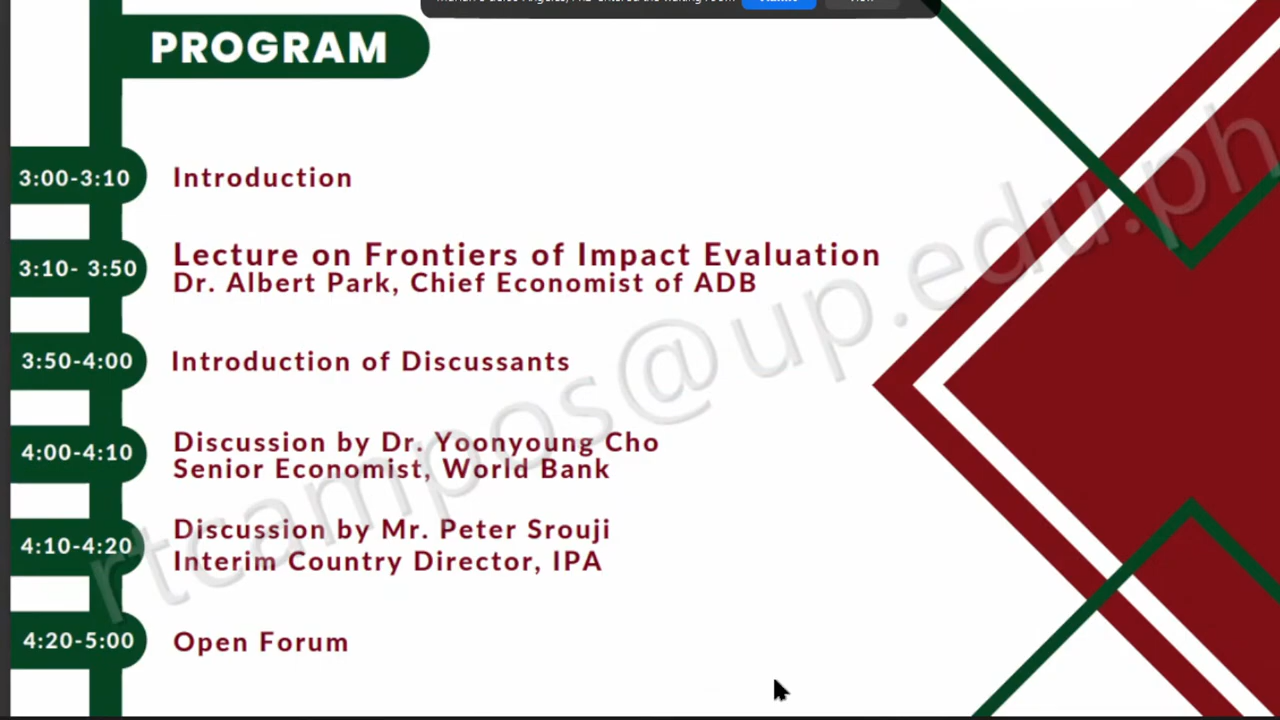 PROGRAM
3:00-3:10
Introduction
3:10- 3:50
Lecture on Frontiers of Impact Evaluation
Dr. Albert Park, Chief Economist of ADB
3:50-4:00
Introduction of Discussants
4:00-4:10
Discussion by Dr. Yoonyoung Cho
Senior Economist, World Bank
4:10-4:20
Discussion by Mr. Peter Srouji
Interim Country Director, IPA
4:20-5:00
Open Forum
rtcampos@up.edu.ph